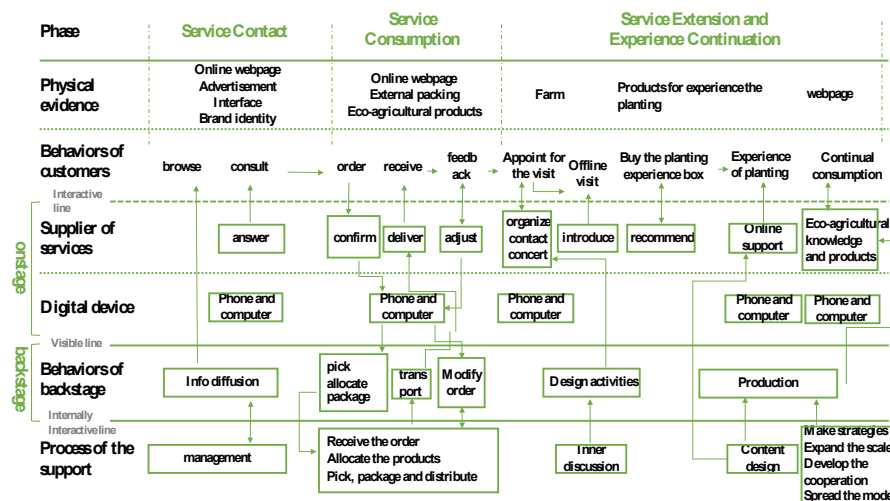 Phase
Service Contact
Service
Consumption
Service Extension and
Experience Continuation
Physical
evidence
Online webpage
Advertisement
Interface
Brand identity
Online webpage
External packing
Eco-agricultural products
Farm
Products for experience the
planting
webpage
Behaviors of
customers
browse
consult
order
receive
feedb
ack
Appoint for
the visit
Offline
visit
Buy the planting
experience box
Experience
of planting
Continual
consumption
Interactive
line
onstage
Supplier of
services
answer
confirm
deliver
adjust
organize
contact
concert
introduce
recommend
Online
support
Eco-agricultural
knowledge
and products
Digital device
Phone and
computer
Phone and
computer
Phone and
computer
Phone and
computer
Phone and
computer
Visible line
backstage
Behaviors of
backstage
Info diffusion
pick
allocate
package
trans
port
Modify
order
Design activities
Production
Internally
Interactive line
Process of the
support
management
Receive the order
Allocate the products
Pick, package and distribute
Inner
discussion
Content
design
Make strategies
Expand the scale
Develop the
cooperation
Spread the mode